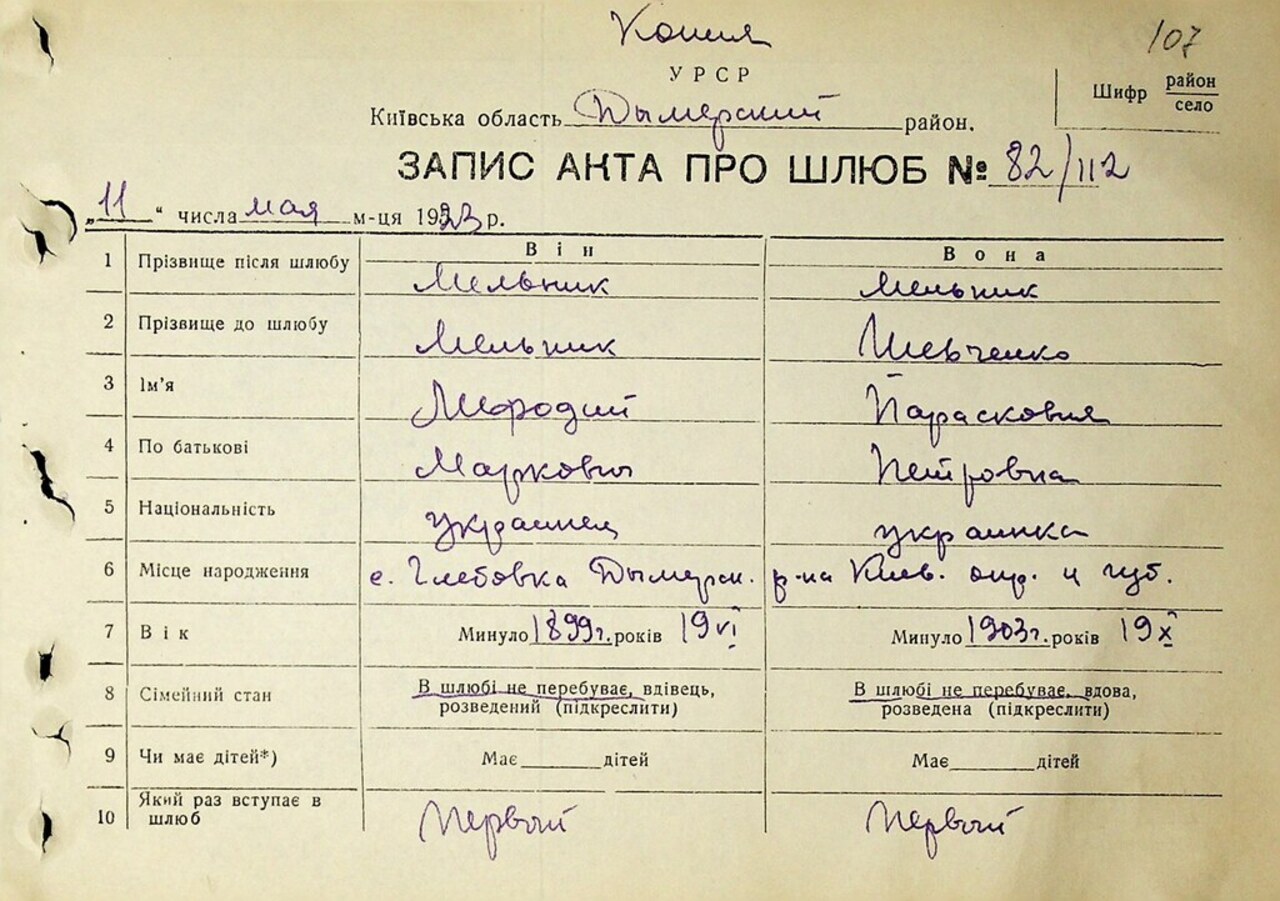 Копия
107
УРСР
Шифр район
село
Київська область Дымерский район.
ЗАПИС АКТА ПРО ШЛЮБ № 82/112
„11“ числа мая м-ця 1923 р.
Він Вона
1 Прізвище після шлюбу Мельник Мельник
2 Прізвище до шлюбу Мельник Шевченко
3 Ім'я Мефодий Парасковия
4 По батькові Маркович Петровна
5 Національність украинец украинка
6 Місце народження с. Глебовка Дымерск. р-на Киев. окр. и губ.
7 Вік Минуло 1899г. років 19 VI Минуло 1903г. років 19 X
8 Сімейний стан В шлюбі не перебуває, вдівець, В шлюбі не перебуває, вдова,
розведений (підкреслити) розведена (підкреслити)
9 Чи має дітей*) Має дітей Має дітей
10 Який раз вступає в
шлюб Первый Первый